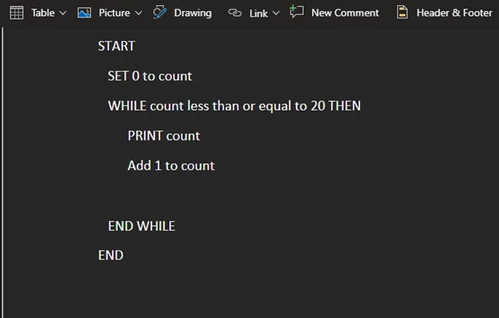 Table Picture Drawing Link New Comment Header & Footer
START
SET 0 to count
WHILE count less than or equal to 20 THEN
PRINT count
Add 1 to count
END WHILE
END